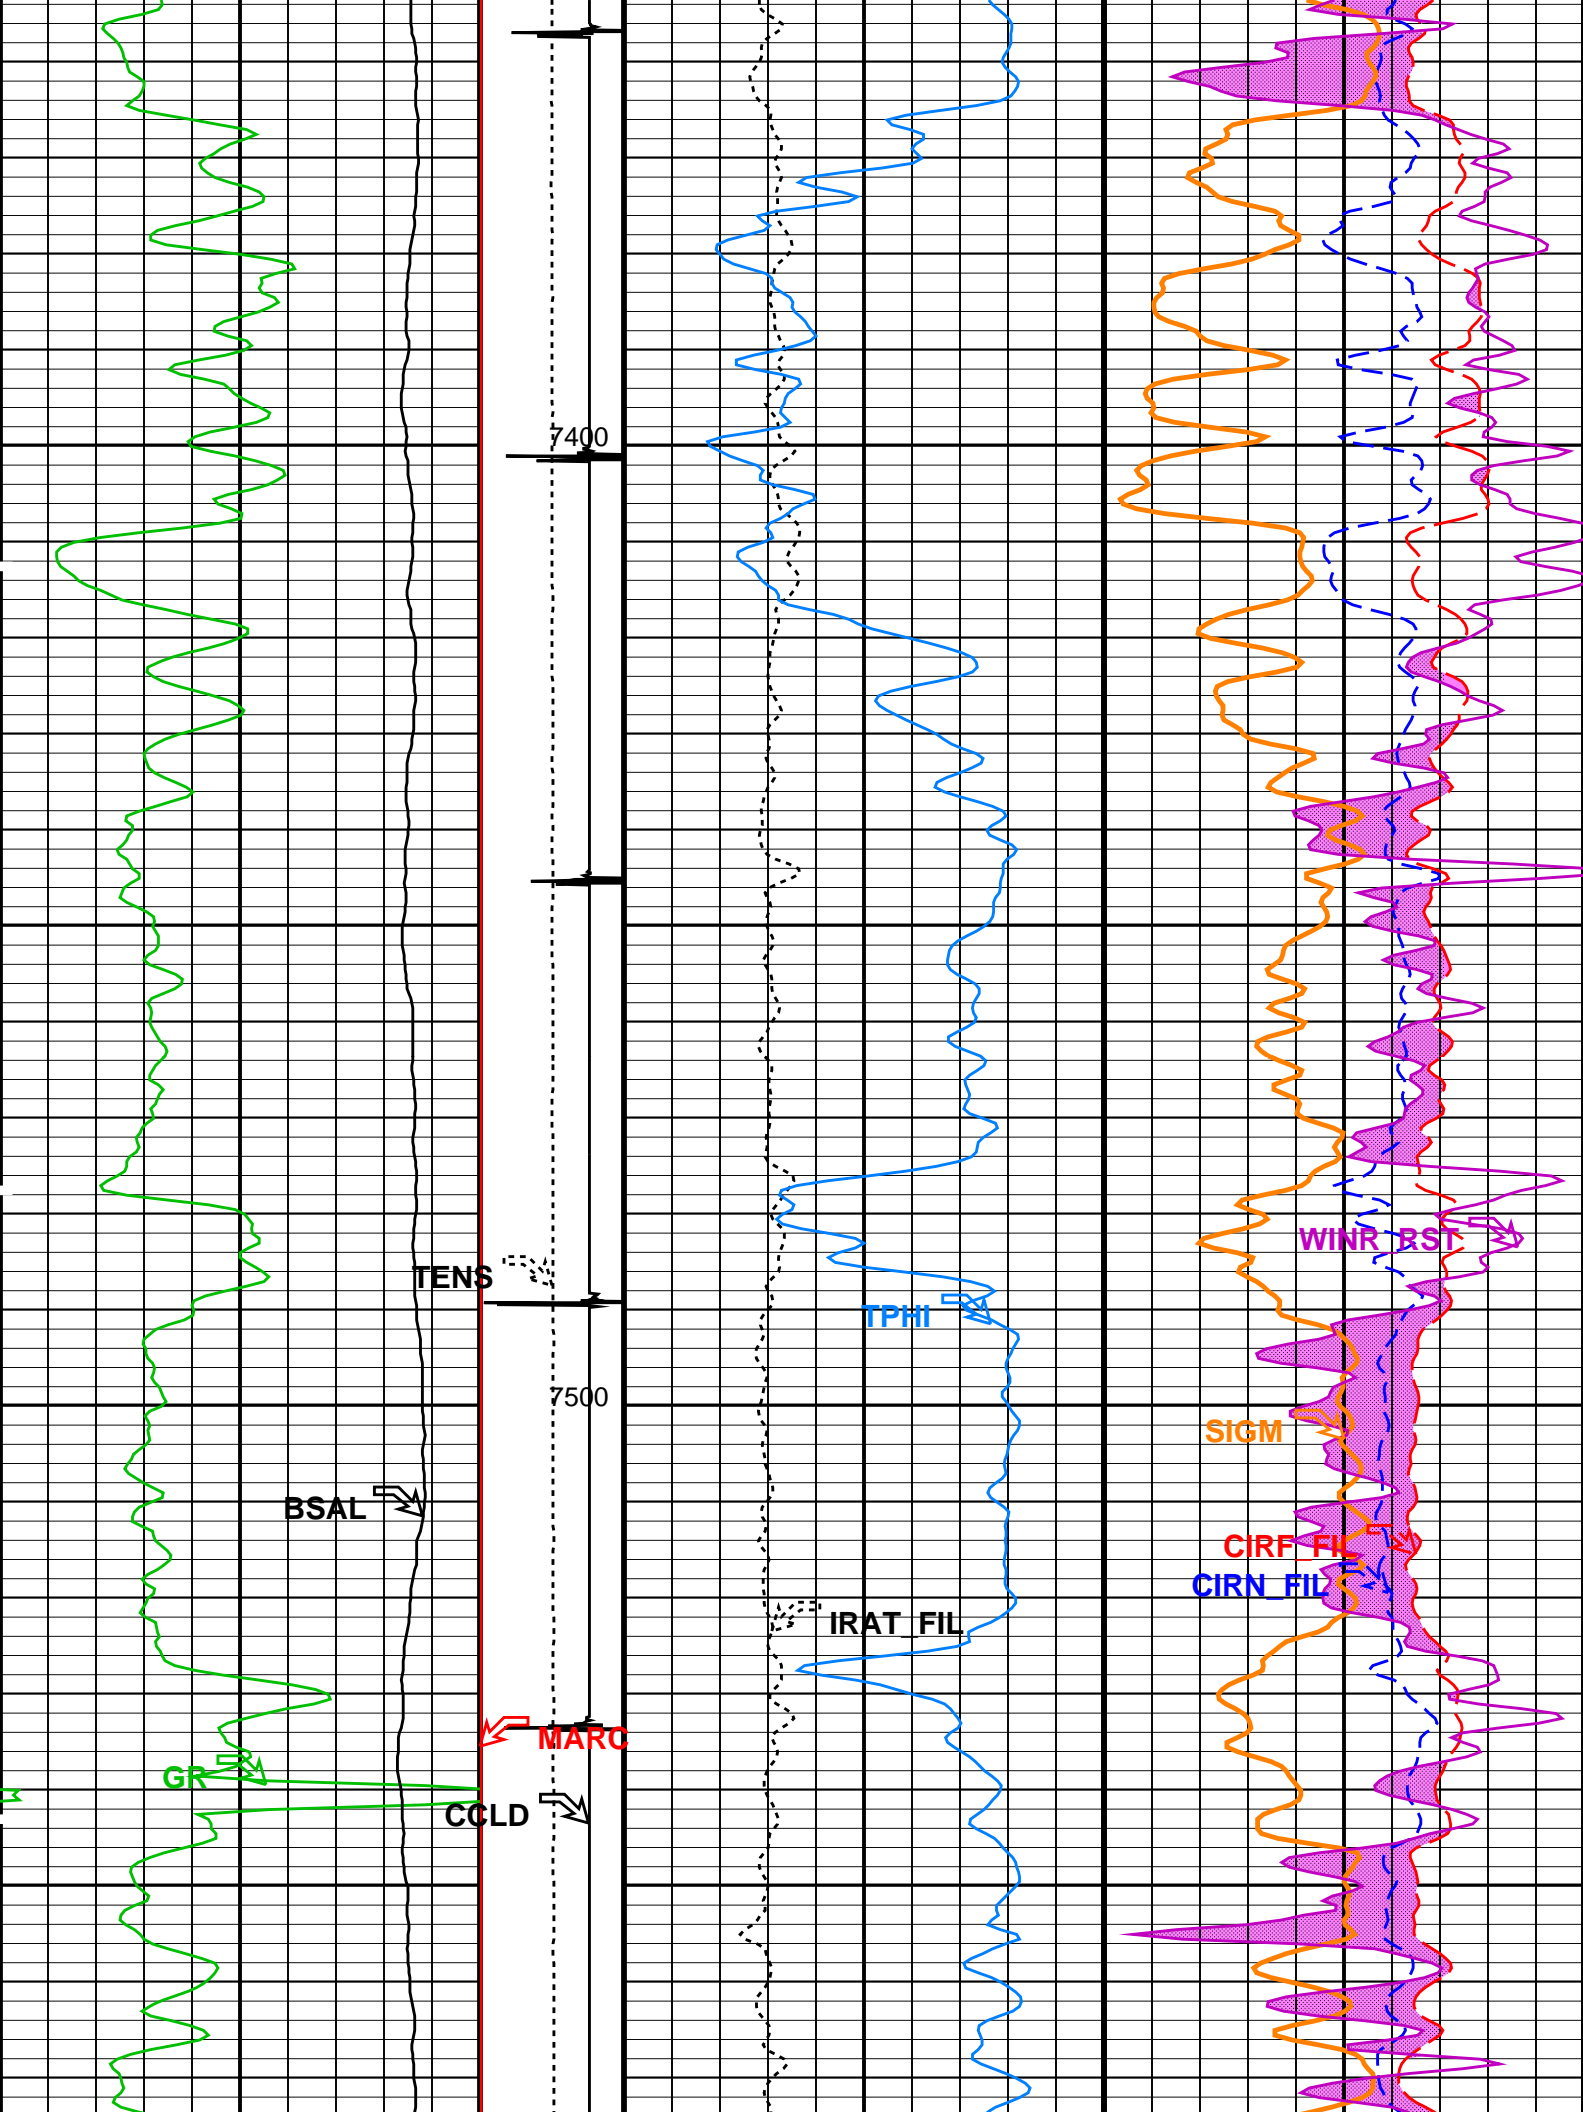 7400
WINR_RST
TENS
TPHI
7500
SIGM
BSAL
CIRF_FIL
CIRN_FIL
IRAT_FIL
MARC
GR
CCLD